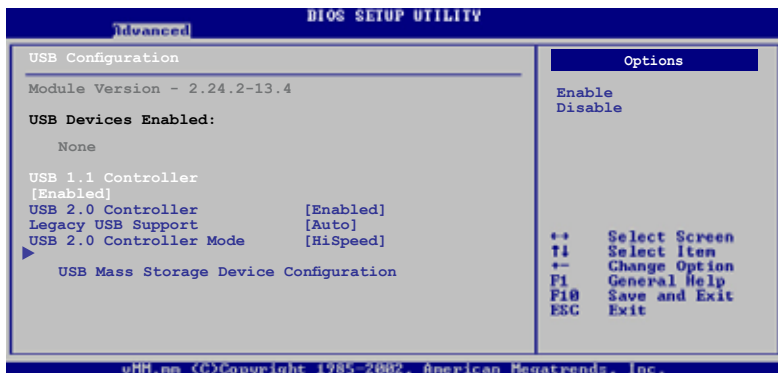 BIOS SETUP UTILITY
Advanced
USB Configuration
Module Version - 2.24.2-13.4
USB Devices Enabled:
None
USB 1.1 Controller
[Enabled]
USB 2.0 Controller [Enabled]
Legacy USB Support [Auto]
USB 2.0 Controller Mode [HiSpeed]
USB Mass Storage Device Configuration
Options
Enable
Disable
↔ Select Screen
↑↓ Select Item
+- Change Option
F1 General Help
F10 Save and Exit
ESC Exit
vMM.mm (C)Copyright 1985-2002, American Megatrends, Inc.